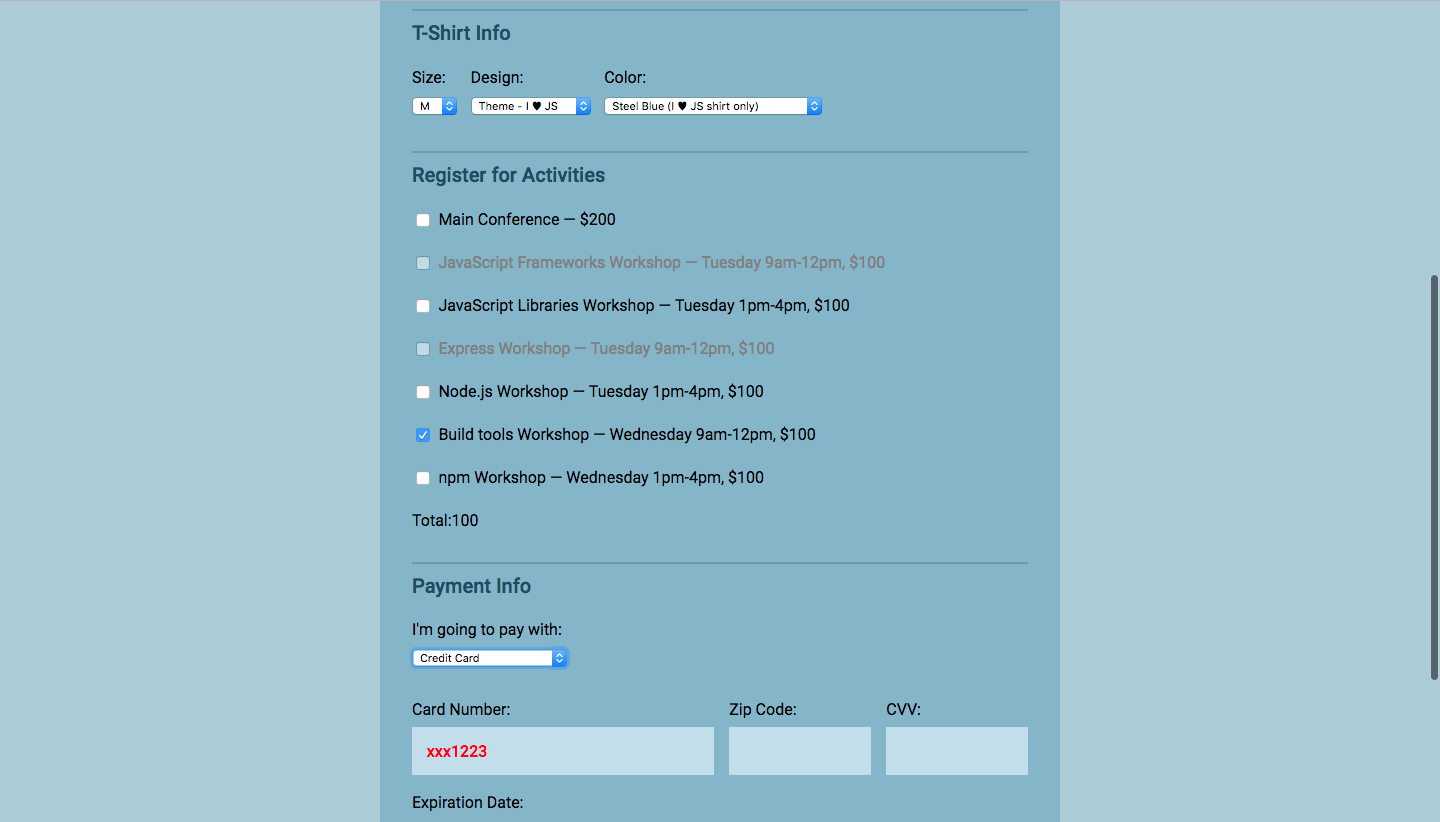 T-Shirt Info
Size: Design: Color:
M Theme - I ♥ JS Steel Blue (I ♥ JS shirt only)
Register for Activities
Main Conference — $200
JavaScript Frameworks Workshop — Tuesday 9am-12pm, $100
JavaScript Libraries Workshop — Tuesday 1pm-4pm, $100
Express Workshop — Tuesday 9am-12pm, $100
Node.js Workshop — Tuesday 1pm-4pm, $100
Build tools Workshop — Wednesday 9am-12pm, $100
npm Workshop — Wednesday 1pm-4pm, $100
Total:100
Payment Info
I'm going to pay with:
Credit Card
Card Number: Zip Code: CVV:
xxx1223
Expiration Date: